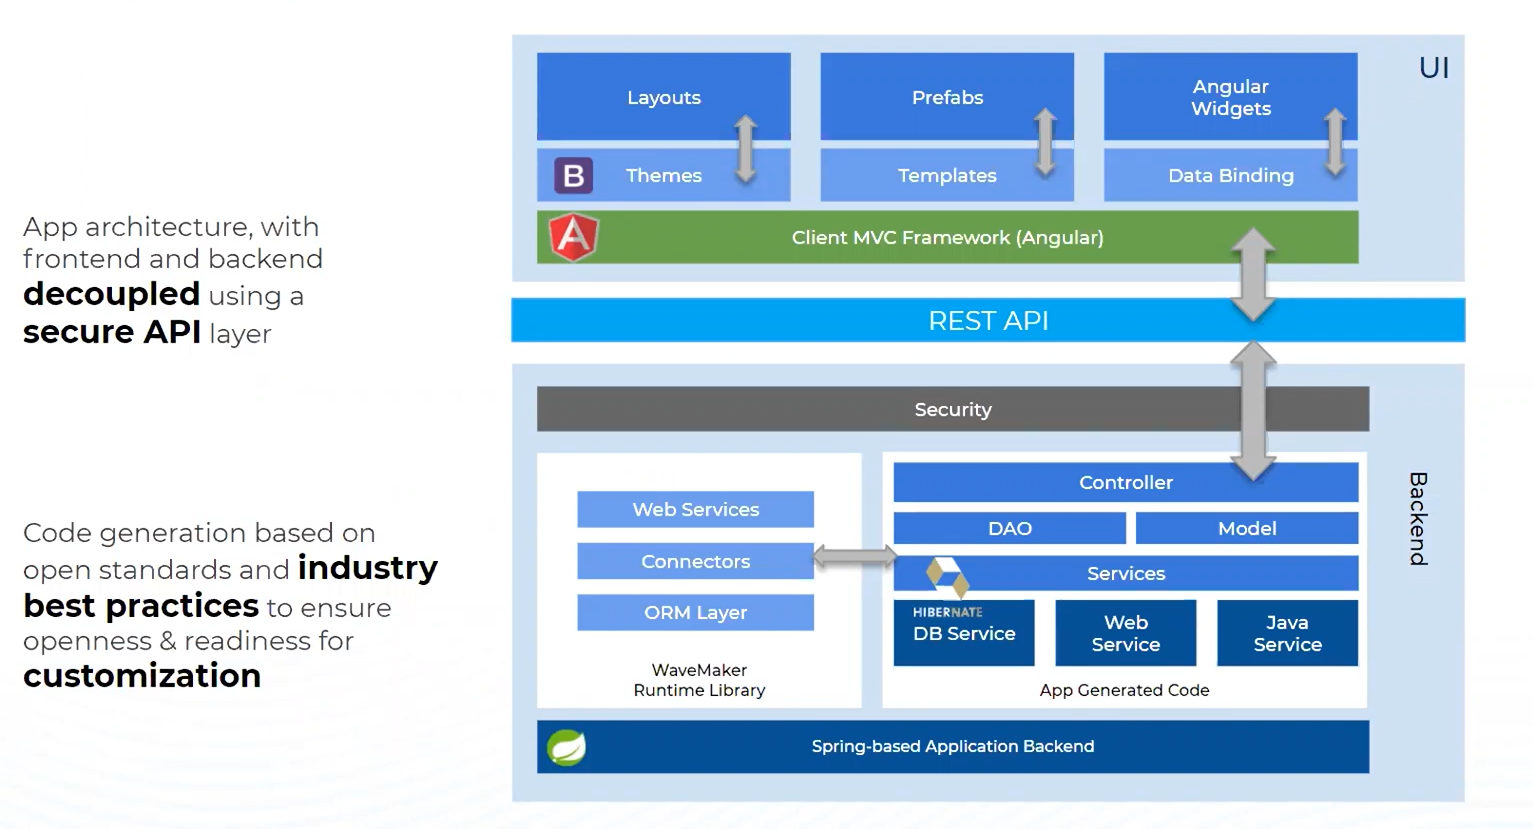 App architecture, with
frontend and backend
decoupled using a
secure API layer
Code generation based on
open standards and industry
best practices to ensure
openness & readiness for
customization
UI
Layouts
Prefabs
Angular
Widgets
B
Themes
Templates
Data Binding
A
Client MVC Framework (Angular)
REST API
Backend
Security
Web Services
Connectors
ORM Layer
WaveMaker
Runtime Library
Controller
DAO
Model
Services
HIBERNATE
DB Service
Web
Service
Java
Service
App Generated Code
Spring-based Application Backend